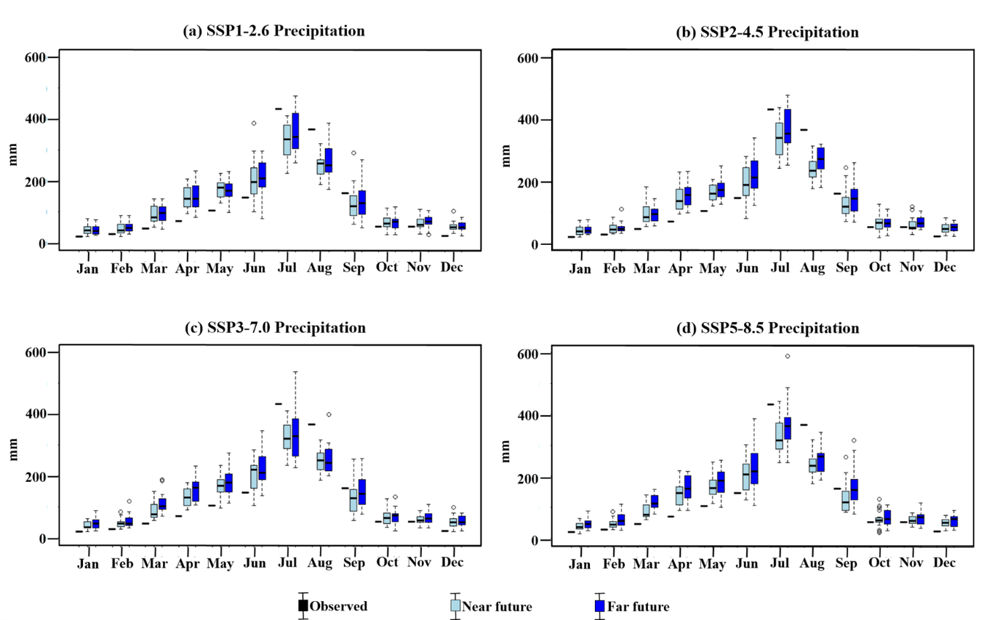 (a) SSP1-2.6 Precipitation
600
400
200
0
mm
Jan Feb Mar Apr May Jun Jul Aug Sep Oct Nov Dec
(b) SSP2-4.5 Precipitation
600
400
200
0
mm
Jan Feb Mar Apr May Jun Jul Aug Sep Oct Nov Dec
(c) SSP3-7.0 Precipitation
600
400
200
0
mm
Jan Feb Mar Apr May Jun Jul Aug Sep Oct Nov Dec
(d) SSP5-8.5 Precipitation
600
400
200
0
mm
Jan Feb Mar Apr May Jun Jul Aug Sep Oct Nov Dec
Observed Near future Far future